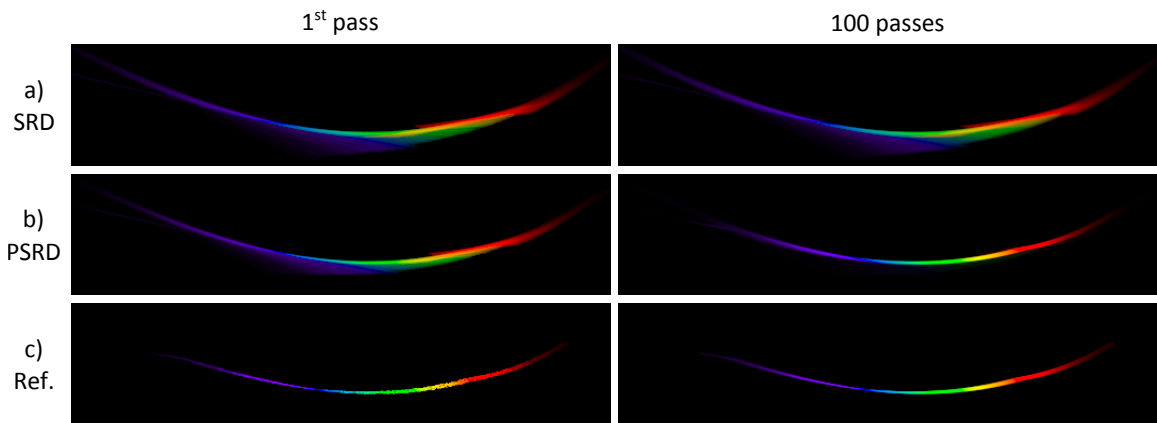 1st pass
100 passes
a)
SRD
b)
PSRD
c)
Ref.